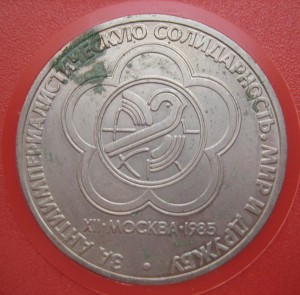 ЗА АНТИИМПЕРИАЛИСТИЧЕСКУЮ СОЛИДАРНОСТЬ, МИР И ДРУЖБУ
XII·МОСКВА·1985